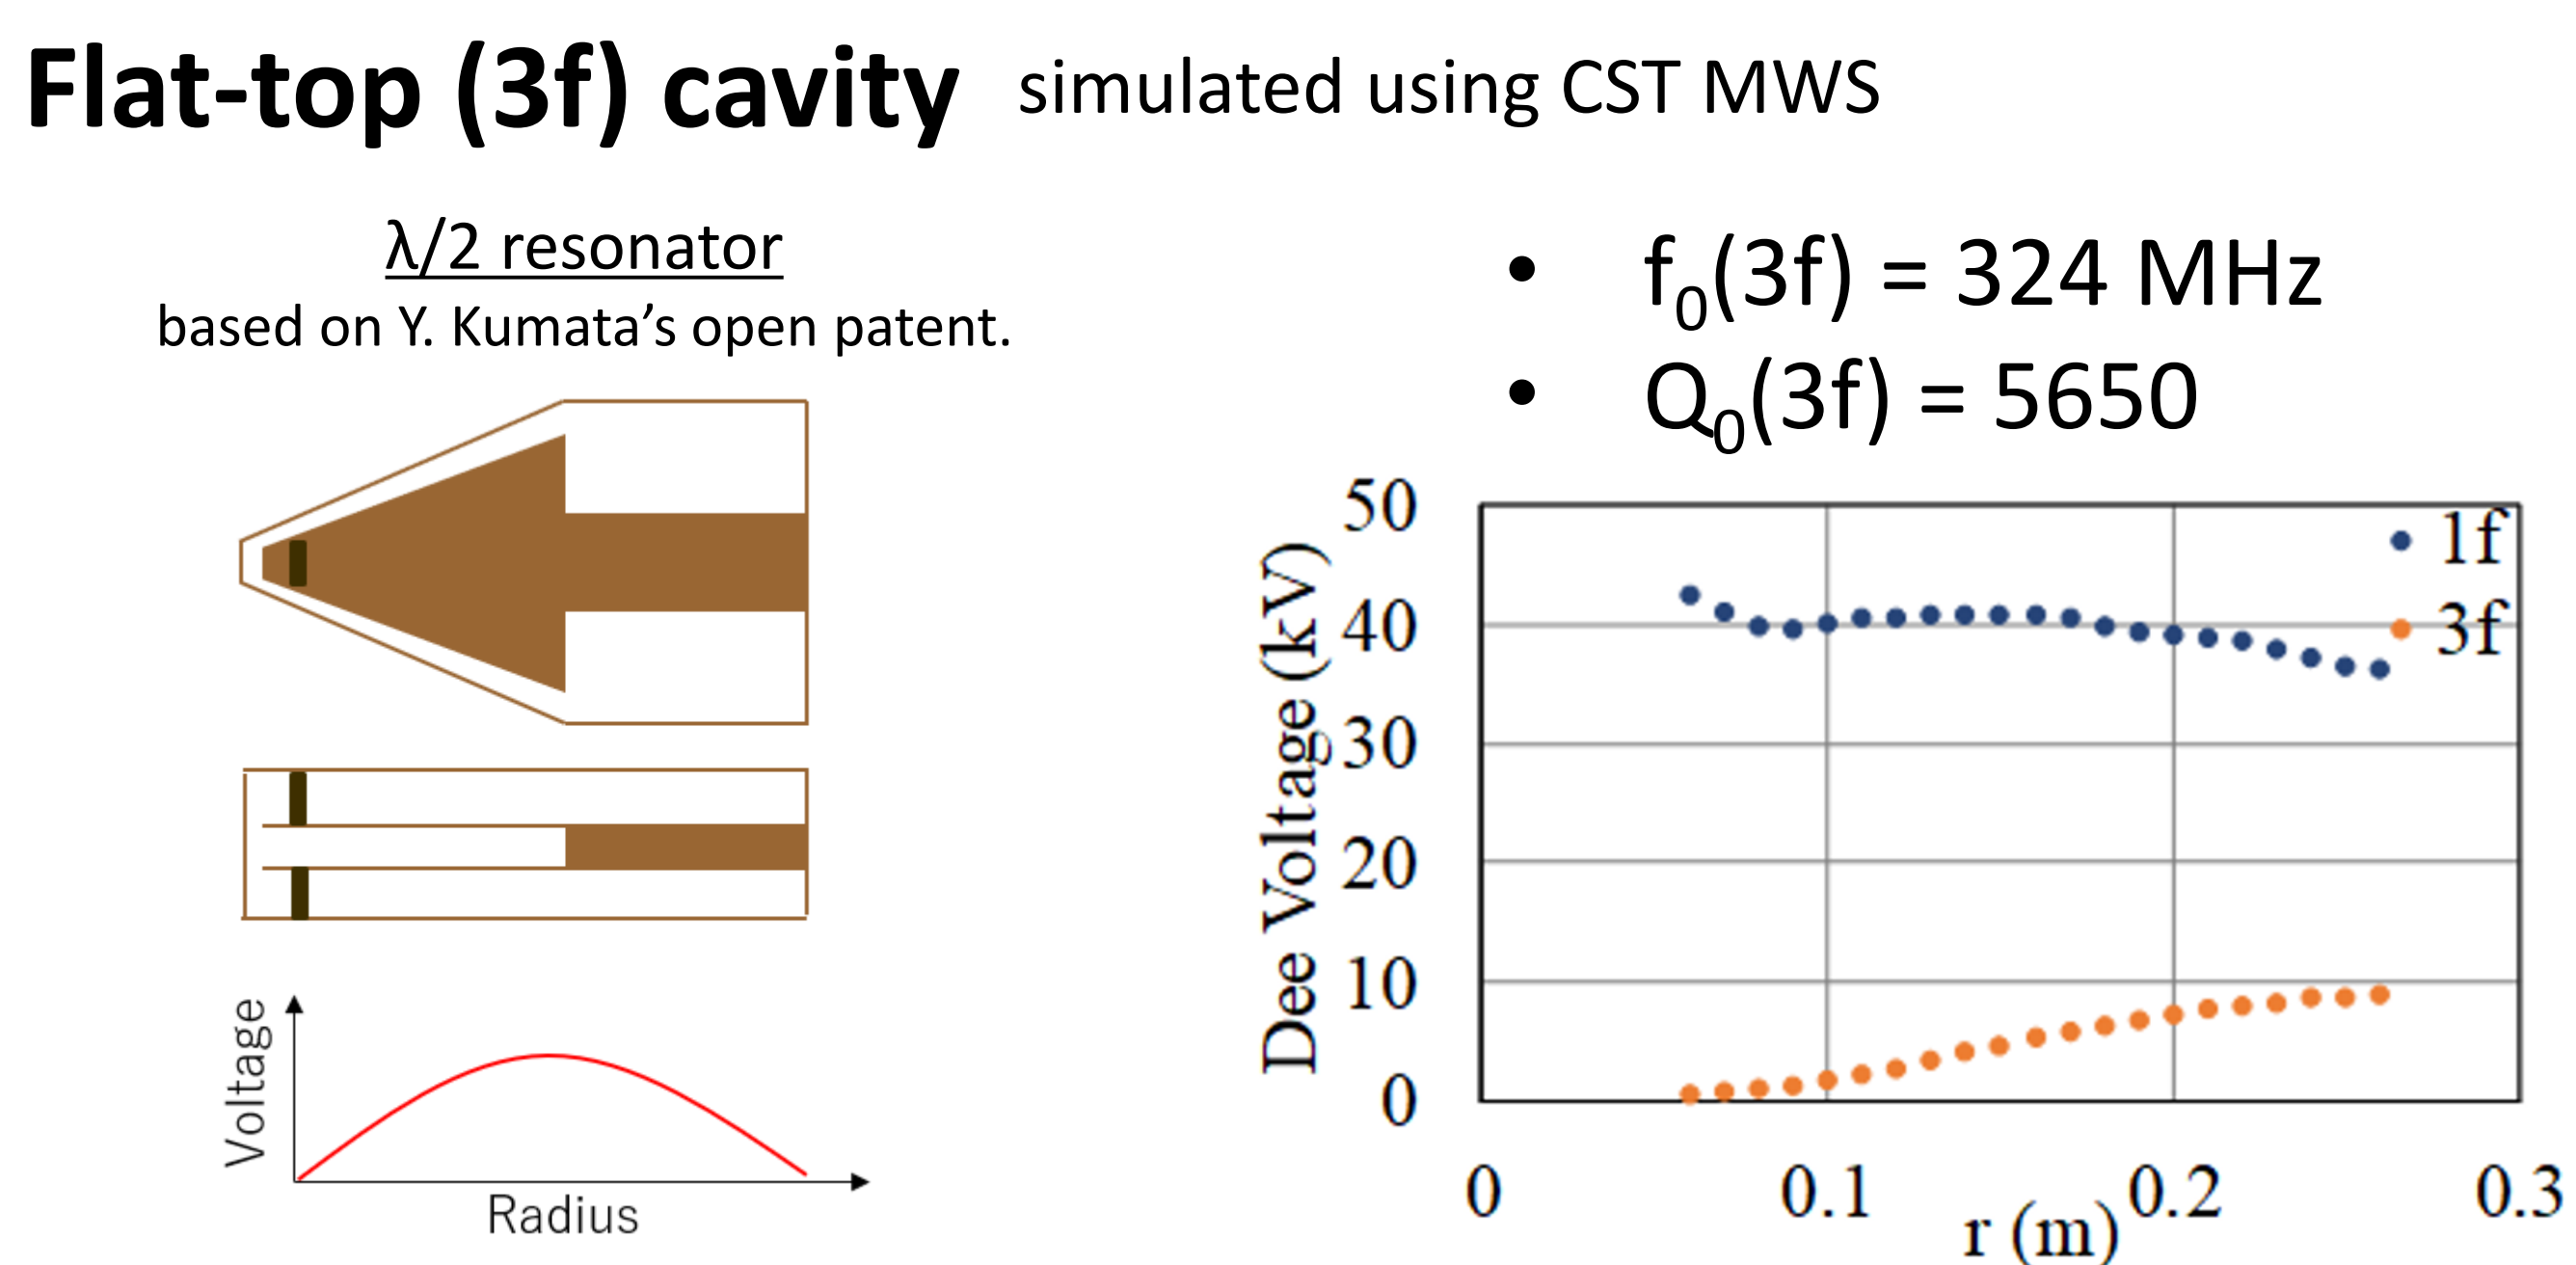 Flat-top (3f) cavity simulated using CST MWS
λ/2 resonator
based on Y. Kumata’s open patent.
• f0(3f) = 324 MHz
• Q0(3f) = 5650
Voltage
Radius
Dee Voltage (kV)
50
40
30
20
10
0
1f
3f
0 0.1 0.2 0.3
r (m)